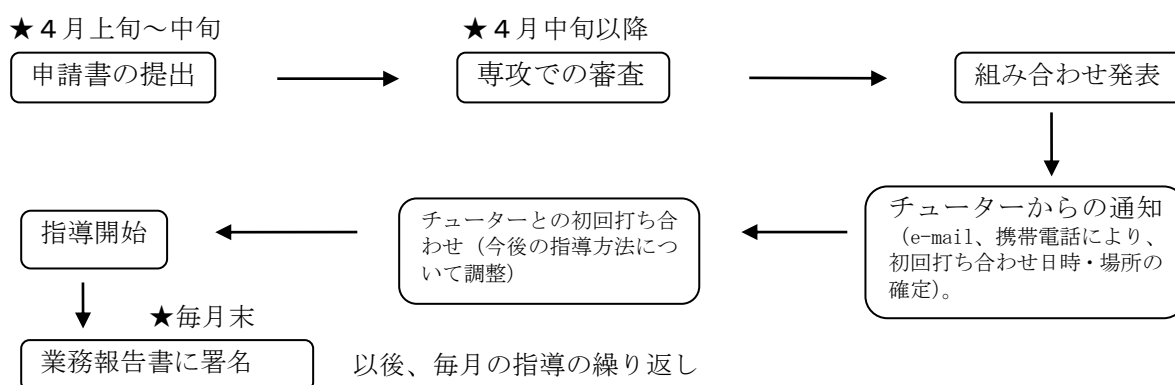 ★４月上旬～中旬
申請書の提出
★４月中旬以降
専攻での審査
組み合わせ発表
チューターからの通知
（e-mail、携帯電話により、
初回打ち合わせ日時・場所の
確定）。
チューターとの初回打ち合
わせ（今後の指導方法につ
いて調整）
指導開始
★毎月末
業務報告書に署名
以後、毎月の指導の繰り返し